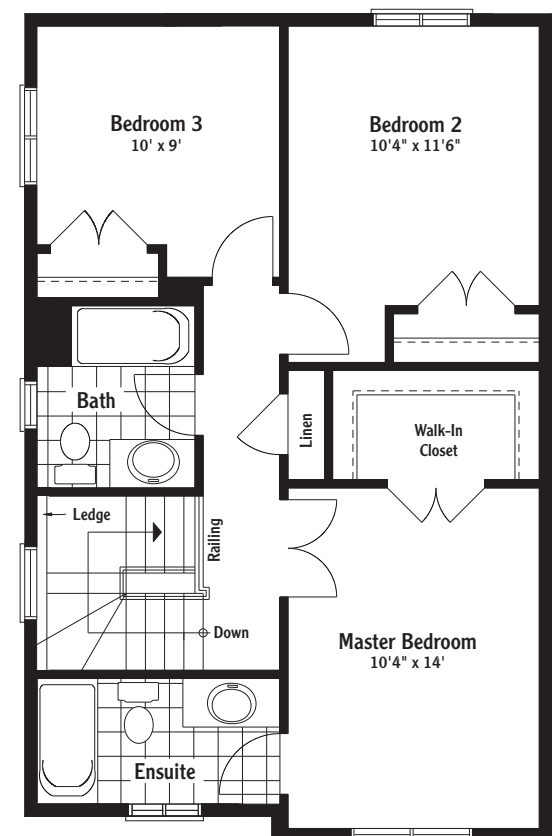 Bedroom 3
10' x 9'
Bedroom 2
10'4" x 11'6"
Bath
Linen
Walk-In
Closet
Ledge
Railing
Down
Master Bedroom
10'4" x 14'
Ensuite